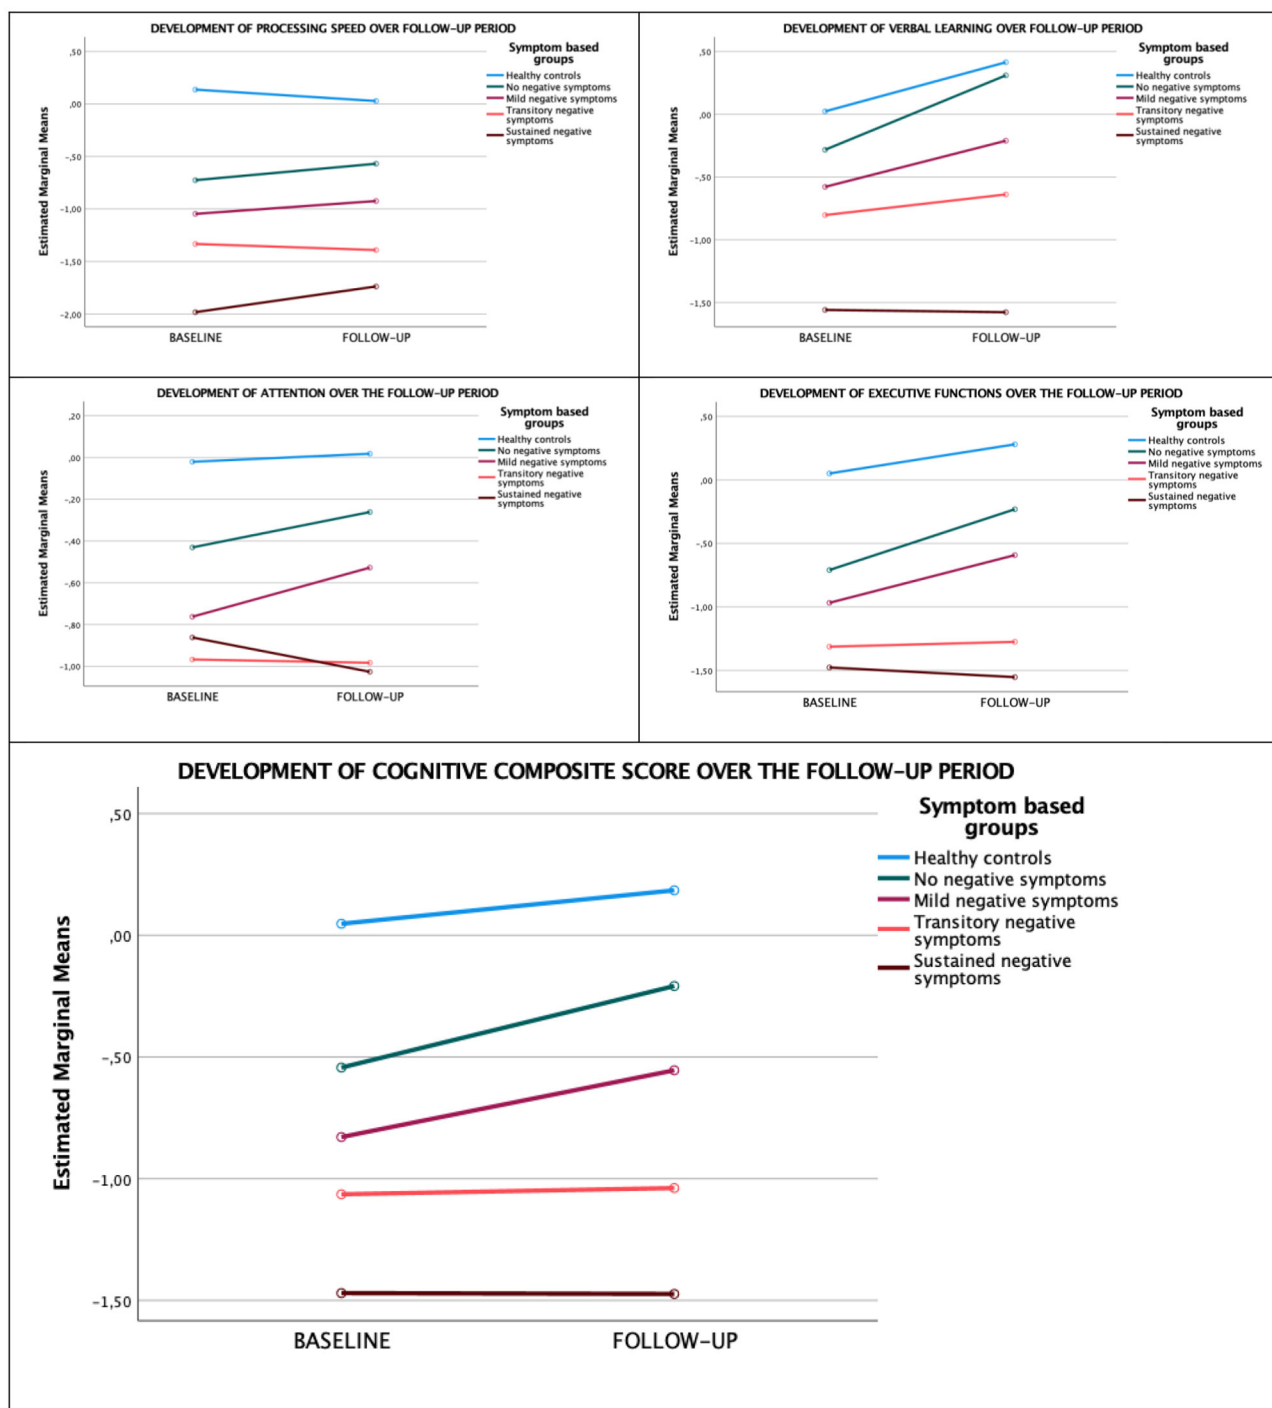 DEVELOPMENT OF PROCESSING SPEED OVER FOLLOW-UP PERIOD
Estimated Marginal Means
,50
,00
-,50
-1,00
-1,50
-2,00
BASELINE
FOLLOW-UP
Symptom based
groups
Healthy controls
No negative symptoms
Mild negative symptoms
Transitory negative
symptoms
Sustained negative
symptoms
DEVELOPMENT OF VERBAL LEARNING OVER FOLLOW-UP PERIOD
Estimated Marginal Means
,50
,00
-,50
-1,00
-1,50
BASELINE
FOLLOW-UP
Symptom based
groups
Healthy controls
No negative symptoms
Mild negative symptoms
Transitory negative
symptoms
Sustained negative
symptoms
DEVELOPMENT OF ATTENTION OVER THE FOLLOW-UP PERIOD
Estimated Marginal Means
,20
,00
-,20
-,40
-,60
-,80
-1,00
BASELINE
FOLLOW-UP
Symptom based
groups
Healthy controls
No negative symptoms
Mild negative symptoms
Transitory negative
symptoms
Sustained negative
symptoms
DEVELOPMENT OF EXECUTIVE FUNCTIONS OVER THE FOLLOW-UP PERIOD
Estimated Marginal Means
,50
,00
-,50
-1,00
-1,50
BASELINE
FOLLOW-UP
Symptom based
groups
Healthy controls
No negative symptoms
Mild negative symptoms
Transitory negative
symptoms
Sustained negative
symptoms
DEVELOPMENT OF COGNITIVE COMPOSITE SCORE OVER THE FOLLOW-UP PERIOD
Estimated Marginal Means
,50
,00
-,50
-1,00
-1,50
BASELINE
FOLLOW-UP
Symptom based
groups
Healthy controls
No negative symptoms
Mild negative symptoms
Transitory negative
symptoms
Sustained negative
symptoms